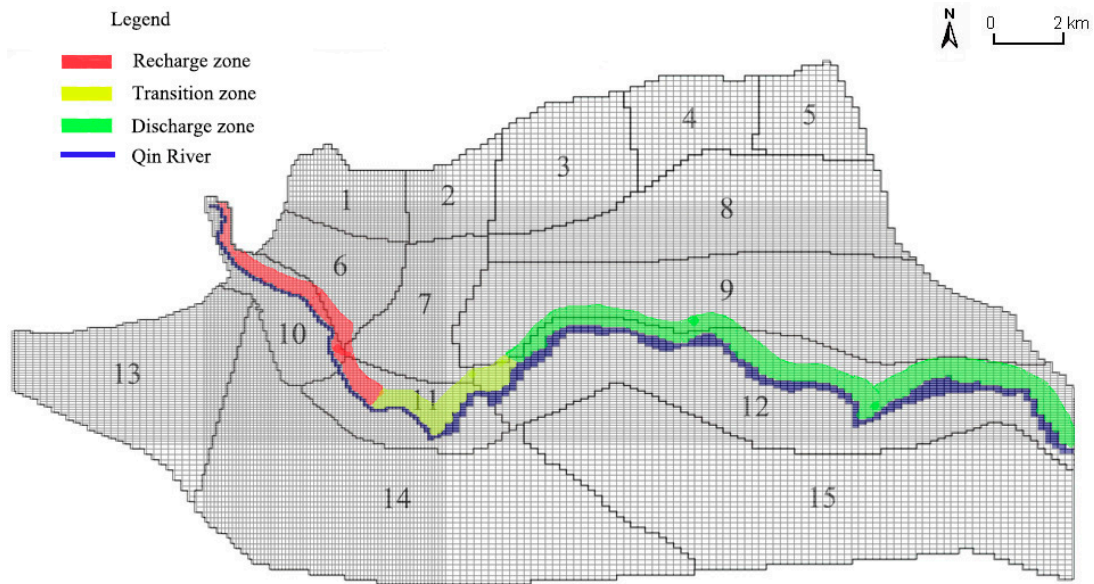 Legend
Recharge zone
Transition zone
Discharge zone
Qin River
N
0 2 km
1
2
3
4
5
6
7
8
9
10
11
12
13
14
15